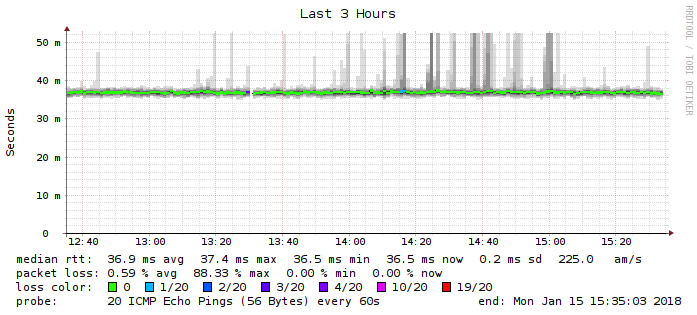 Last 3 Hours
RRDTOOL / TOBI OETIKER
Seconds
50 m
40 m
30 m
20 m
10 m
0
12:40 13:00 13:20 13:40 14:00 14:20 14:40 15:00 15:20
median rtt: 36.9 ms avg 37.4 ms max 36.5 ms min 36.5 ms now 0.2 ms sd 225.0 am/s
packet loss: 0.59 % avg 88.33 % max 0.00 % min 0.00 % now
loss color: 0 1/20 2/20 3/20 4/20 10/20 19/20
probe: 20 ICMP Echo Pings (56 Bytes) every 60s end: Mon Jan 15 15:35:03 2018